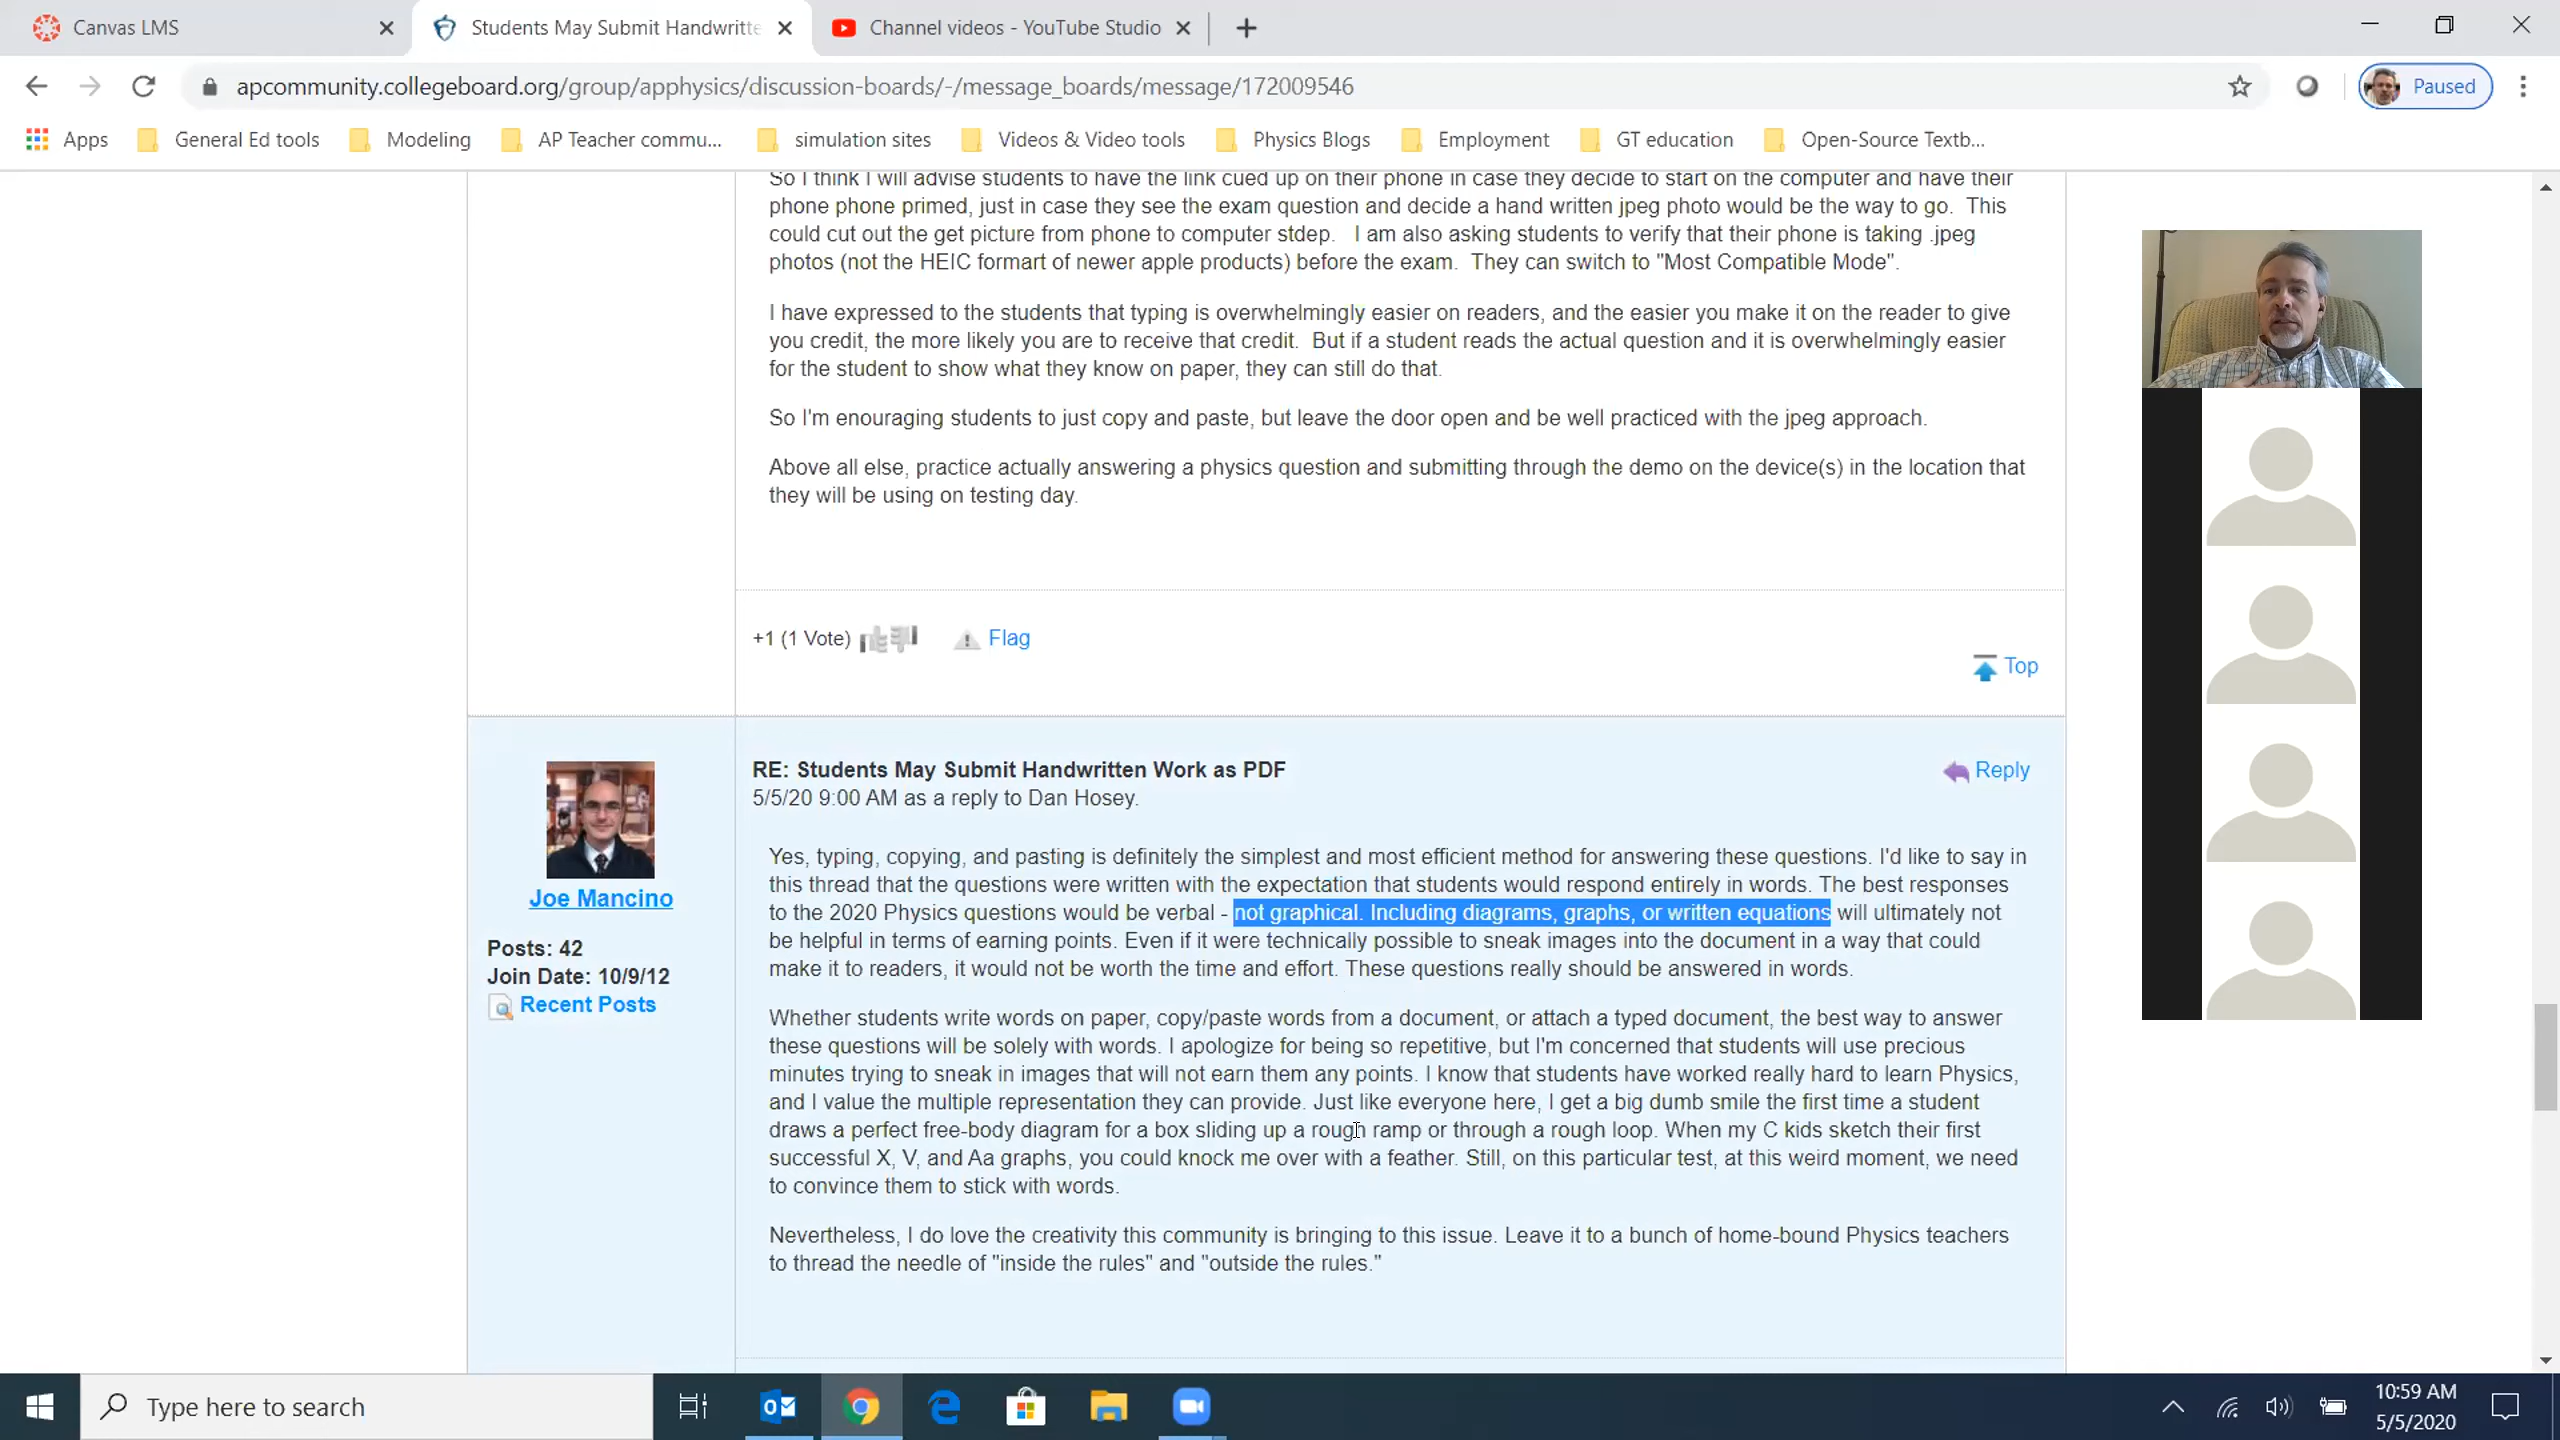 Canvas LMS
Students May Submit Handwritte
Channel videos - YouTube Studio
apcommunity.collegeboard.org/group/apphysics/discussion-boards/-/message_boards/message/172009546
Paused
Apps
General Ed tools
Modeling
AP Teacher commu...
simulation sites
Videos & Video tools
Physics Blogs
Employment
GT education
Open-Source Textb...
So I think I will advise students to have the link cued up on their phone in case they decide to start on the computer and have their
phone phone primed, just in case they see the exam question and decide a hand written jpeg photo would be the way to go. This
could cut out the get picture from phone to computer stdep. I am also asking students to verify that their phone is taking .jpeg
photos (not the HEIC formart of newer apple products) before the exam. They can switch to "Most Compatible Mode".
I have expressed to the students that typing is overwhelmingly easier on readers, and the easier you make it on the reader to give
you credit, the more likely you are to receive that credit. But if a student reads the actual question and it is overwhelmingly easier
for the student to show what they know on paper, they can still do that.
So I'm enouraging students to just copy and paste, but leave the door open and be well practiced with the jpeg approach.
Above all else, practice actually answering a physics question and submitting through the demo on the device(s) in the location that
they will be using on testing day.
+1 (1 Vote)
Flag
Top
RE: Students May Submit Handwritten Work as PDF
Reply
5/5/20 9:00 AM as a reply to Dan Hosey.
Joe Mancino
Posts: 42
Join Date: 10/9/12
Recent Posts
Yes, typing, copying, and pasting is definitely the simplest and most efficient method for answering these questions. I'd like to say in
this thread that the questions were written with the expectation that students would respond entirely in words. The best responses
to the 2020 Physics questions would be verbal - not graphical. Including diagrams, graphs, or written equations will ultimately not
be helpful in terms of earning points. Even if it were technically possible to sneak images into the document in a way that could
make it to readers, it would not be worth the time and effort. These questions really should be answered in words.
Whether students write words on paper, copy/paste words from a document, or attach a typed document, the best way to answer
these questions will be solely with words. I apologize for being so repetitive, but I'm concerned that students will use precious
minutes trying to sneak in images that will not earn them any points. I know that students have worked really hard to learn Physics,
and I value the multiple representation they can provide. Just like everyone here, I get a big dumb smile the first time a student
draws a perfect free-body diagram for a box sliding up a rough ramp or through a rough loop. When my C kids sketch their first
successful X, V, and Aa graphs, you could knock me over with a feather. Still, on this particular test, at this weird moment, we need
to convince them to stick with words.
Nevertheless, I do love the creativity this community is bringing to this issue. Leave it to a bunch of home-bound Physics teachers
to thread the needle of "inside the rules" and "outside the rules."
Type here to search
10:59 AM
5/5/2020